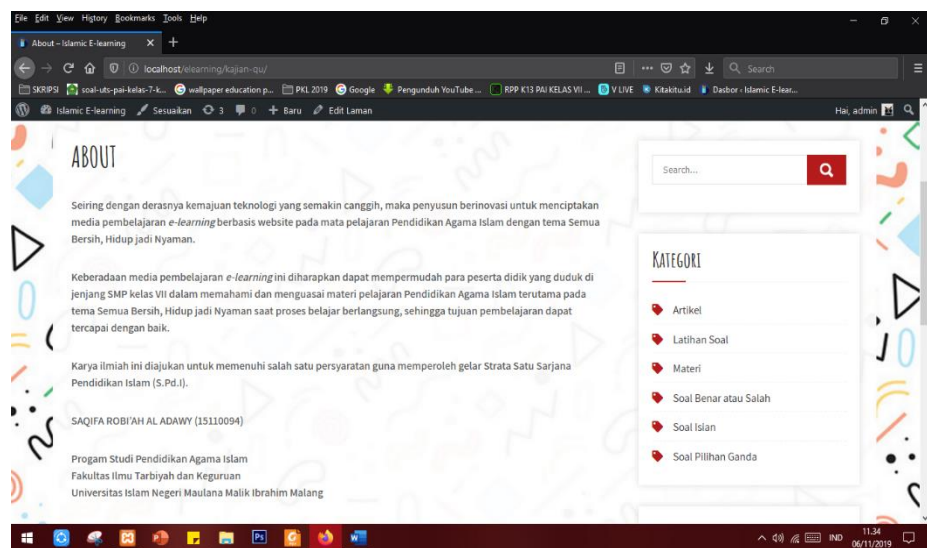 File Edit View History Bookmarks Tools Help
About – Islamic E-learning
localhost/elearning/kajian-qu/
Search
SKRIPSI soal-uts-pai-kelas-7-k... wallpaper education p... PKL 2019 Google Pengunduh YouTube ... RPP K13 PAI KELAS VII ... V LIVE Kitakitu.id Dasbor ‹ Islamic E-lear...
Islamic E-learning Sesuaikan 3 0 + Baru Edit Laman Hai, admin
ABOUT
Seiring dengan derasnya kemajuan teknologi yang semakin canggih, maka penyusun berinovasi untuk menciptakan
media pembelajaran e-learning berbasis website pada mata pelajaran Pendidikan Agama Islam dengan tema Semua
Bersih, Hidup jadi Nyaman.
Keberadaan media pembelajaran e-learning ini diharapkan dapat mempermudah para peserta didik yang duduk di
jenjang SMP kelas VII dalam memahami dan menguasai materi pelajaran Pendidikan Agama Islam terutama pada
tema Semua Bersih, Hidup jadi Nyaman saat proses belajar berlangsung, sehingga tujuan pembelajaran dapat
tercapai dengan baik.
Karya ilmiah ini diajukan untuk memenuhi salah satu persyaratan guna memperoleh gelar Strata Satu Sarjana
Pendidikan Islam (S.Pd.I).
SAQIFA ROBI'AH AL ADAWY (15110094)
Progam Studi Pendidikan Agama Islam
Fakultas Ilmu Tarbiyah dan Keguruan
Universitas Islam Negeri Maulana Malik Ibrahim Malang
Search...
KATEGORI
Artikel
Latihan Soal
Materi
Soal Benar atau Salah
Soal Isian
Soal Pilihan Ganda
IND
11.34
06/11/2019